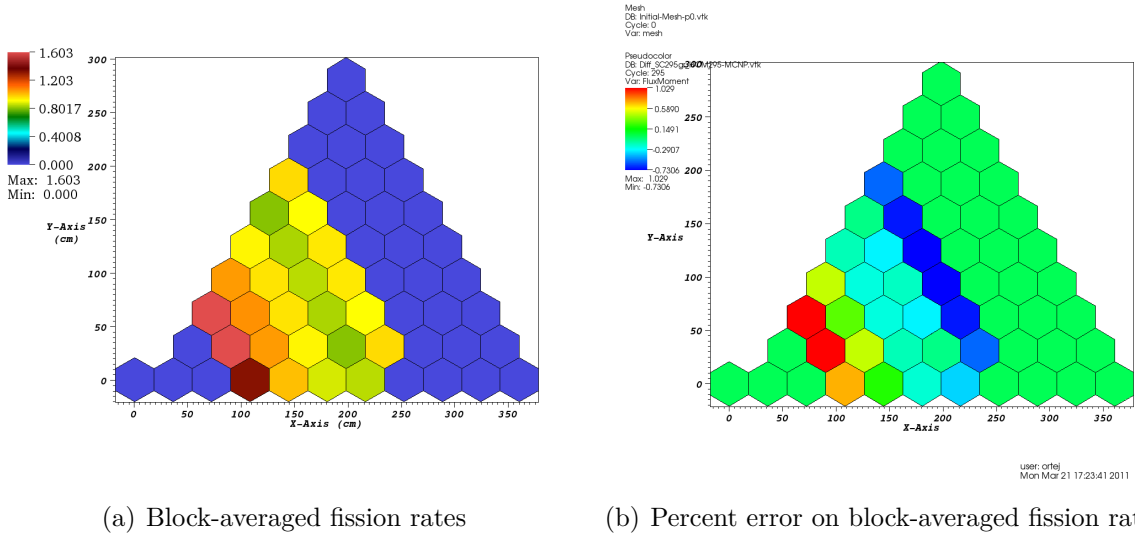 Mesh
DB: Initial-Mesh-p0.vtk
Cycle: 0
Var: mesh
1.603
1.203
0.8017
0.4008
0.000
Max: 1.603
Min: 0.000
300
250
200
150
100
50
0
Y-Axis
(cm)
0 50 100 150 200 250 300 350
X-Axis (cm)
Pseudocolor
Cycle: 295
Var: FluxMoment
1.029
0.5890
0.1491
-0.2907
-0.7306
Max: 1.029
Min: -0.7306
300
250
200
150
100
50
0
Y-Axis
0 50 100 150 200 250 300 350
X-Axis
user: ortej
Mon Mar 21 17:23:41 2011
(a) Block-averaged fission rates
(b) Percent error on block-averaged fission rat